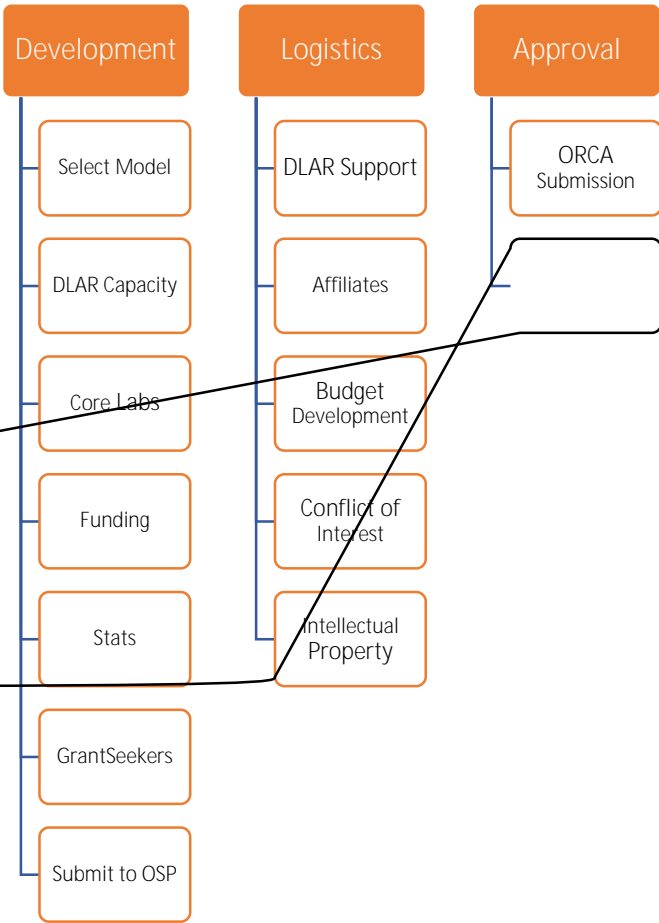 Development
Select Model
DLAR Capacity
Core Labs
Funding
Stats
GrantSeekers
Submit to OSP
Logistics
DLAR Support
Affiliates
Budget
Development
Conflict of
Interest
Intellectual
Property
Approval
ORCA
Submission